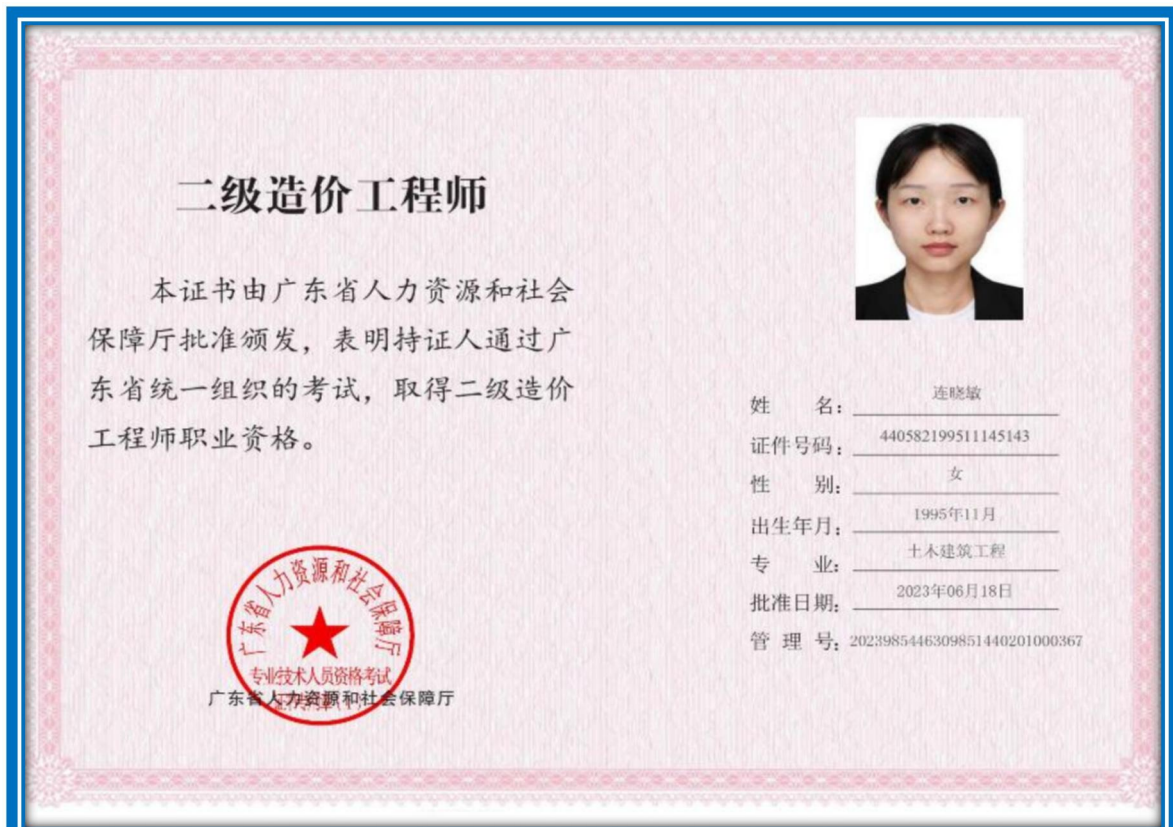 二级造价工程师
本证书由广东省人力资源和社会
保障厅批准颁发，表明持证人通过广
东省统一组织的考试，取得二级造价
工程师职业资格。
广东省人力资源和社会保障厅
专业技术人员资格考试
广东省人力资源和社会保障厅
姓 名：连晓敏
证件号码：440582199511145143
性 别：女
出生年月：1995年11月
专 业：土木建筑工程
批准日期：2023年06月18日
管 理 号：2023985446309851440201000367